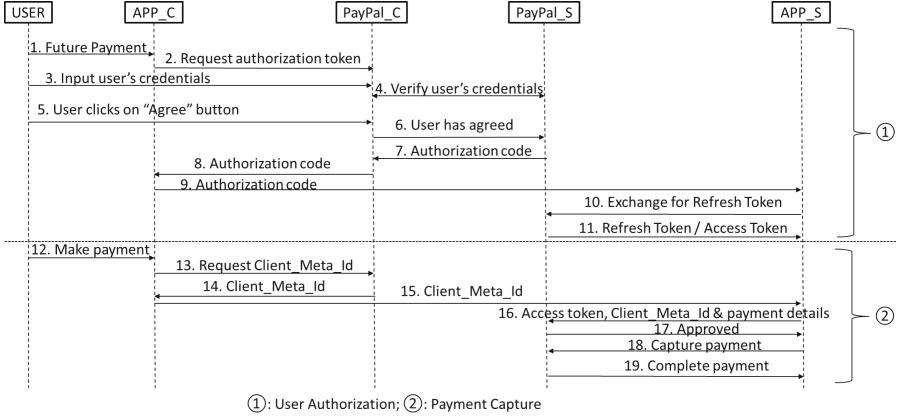 USER APP_C PayPal_C PayPal_S APP_S
1. Future Payment
2. Request authorization token
3. Input user’s credentials
4. Verify user’s credentials
5. User clicks on “Agree” button
6. User has agreed
7. Authorization code
8. Authorization code
9. Authorization code
10. Exchange for Refresh Token
11. Refresh Token / Access Token
①
12. Make payment
13. Request Client_Meta_Id
14. Client_Meta_Id
15. Client_Meta_Id
16. Access token, Client_Meta_Id & payment details
17. Approved
18. Capture payment
19. Complete payment
②
①: User Authorization; ②: Payment Capture